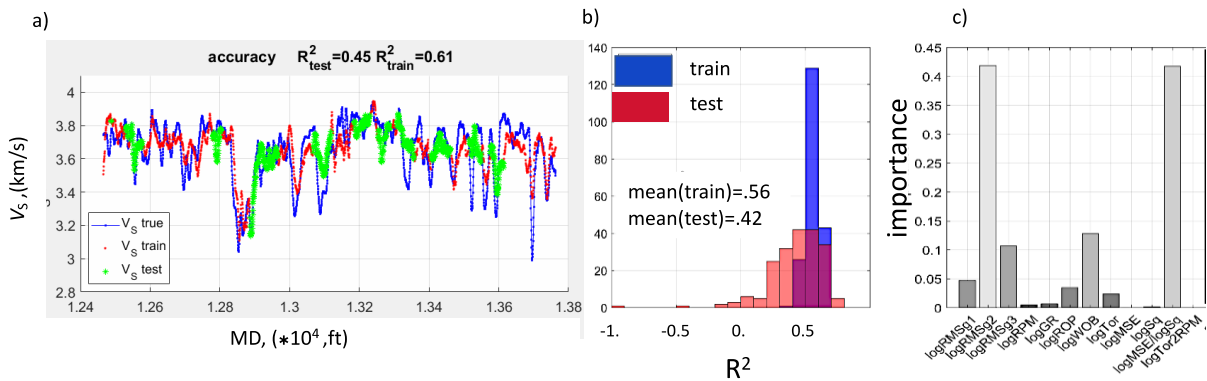 a)
accuracy R²test=0.45 R²train=0.61
VS (km/s)
4
3.8
3.6
3.4
3.2
3
2.8
VS true
VS train
VS test
1.24
1.26
1.28
1.3
1.32
1.34
1.36
1.38
MD, (*10⁴,ft)
b)
140
120
100
80
60
40
20
0
train
test
mean(train)=.56
mean(test)=.42
-1.
-0.5
0.
0.5
R²
c)
importance
0.45
0.4
0.35
0.3
0.25
0.2
0.15
0.1
0.05
0
logRMSg1
logRMSg2
logRMSg3
logRPM
logGR
logROP
logWOB
logTor
logMSE
logSq
logMSE/logSq
logTor2RPM